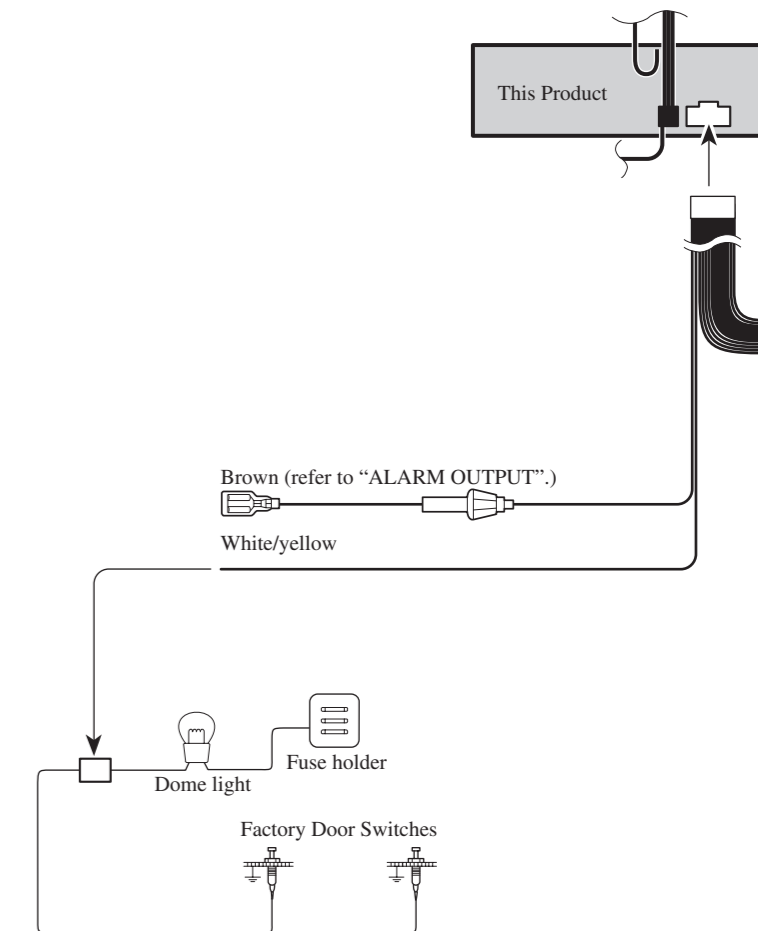 This Product
Brown (refer to “ALARM OUTPUT”.)
White/yellow
Fuse holder
Dome light
Factory Door Switches